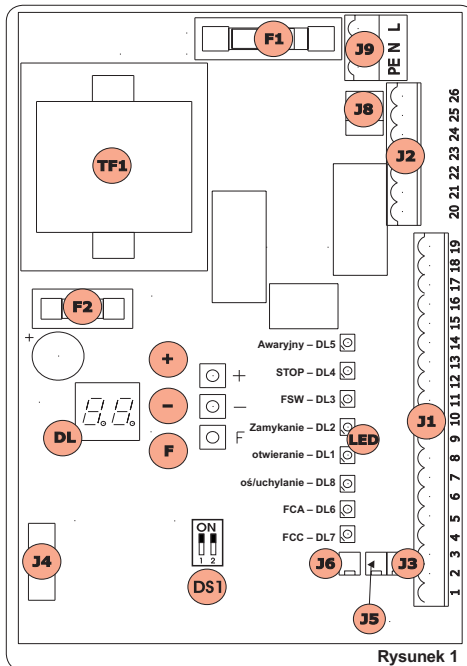 F1
J9
PE N L
J8
TF1
J2
20 21 22 23 24 25 26
F2
+
+
+
-
-
F
F
DL
8.8.
Awaryjny – DL5
STOP – DL4
FSW – DL3
Zamykanie – DL2
otwieranie – DL1
oś/uchylanie – DL8
FCA – DL6
FCC – DL7
LED
J1
1 2 3 4 5 6 7 8 9 10 11 12 13 14 15 16 17 18 19
ON
1 2
DS1
J4
J6
J3
J5
Rysunek 1